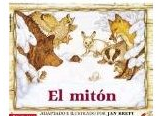 El mitón
ADAPTADO E ILUSTRADO POR JAN BRETT